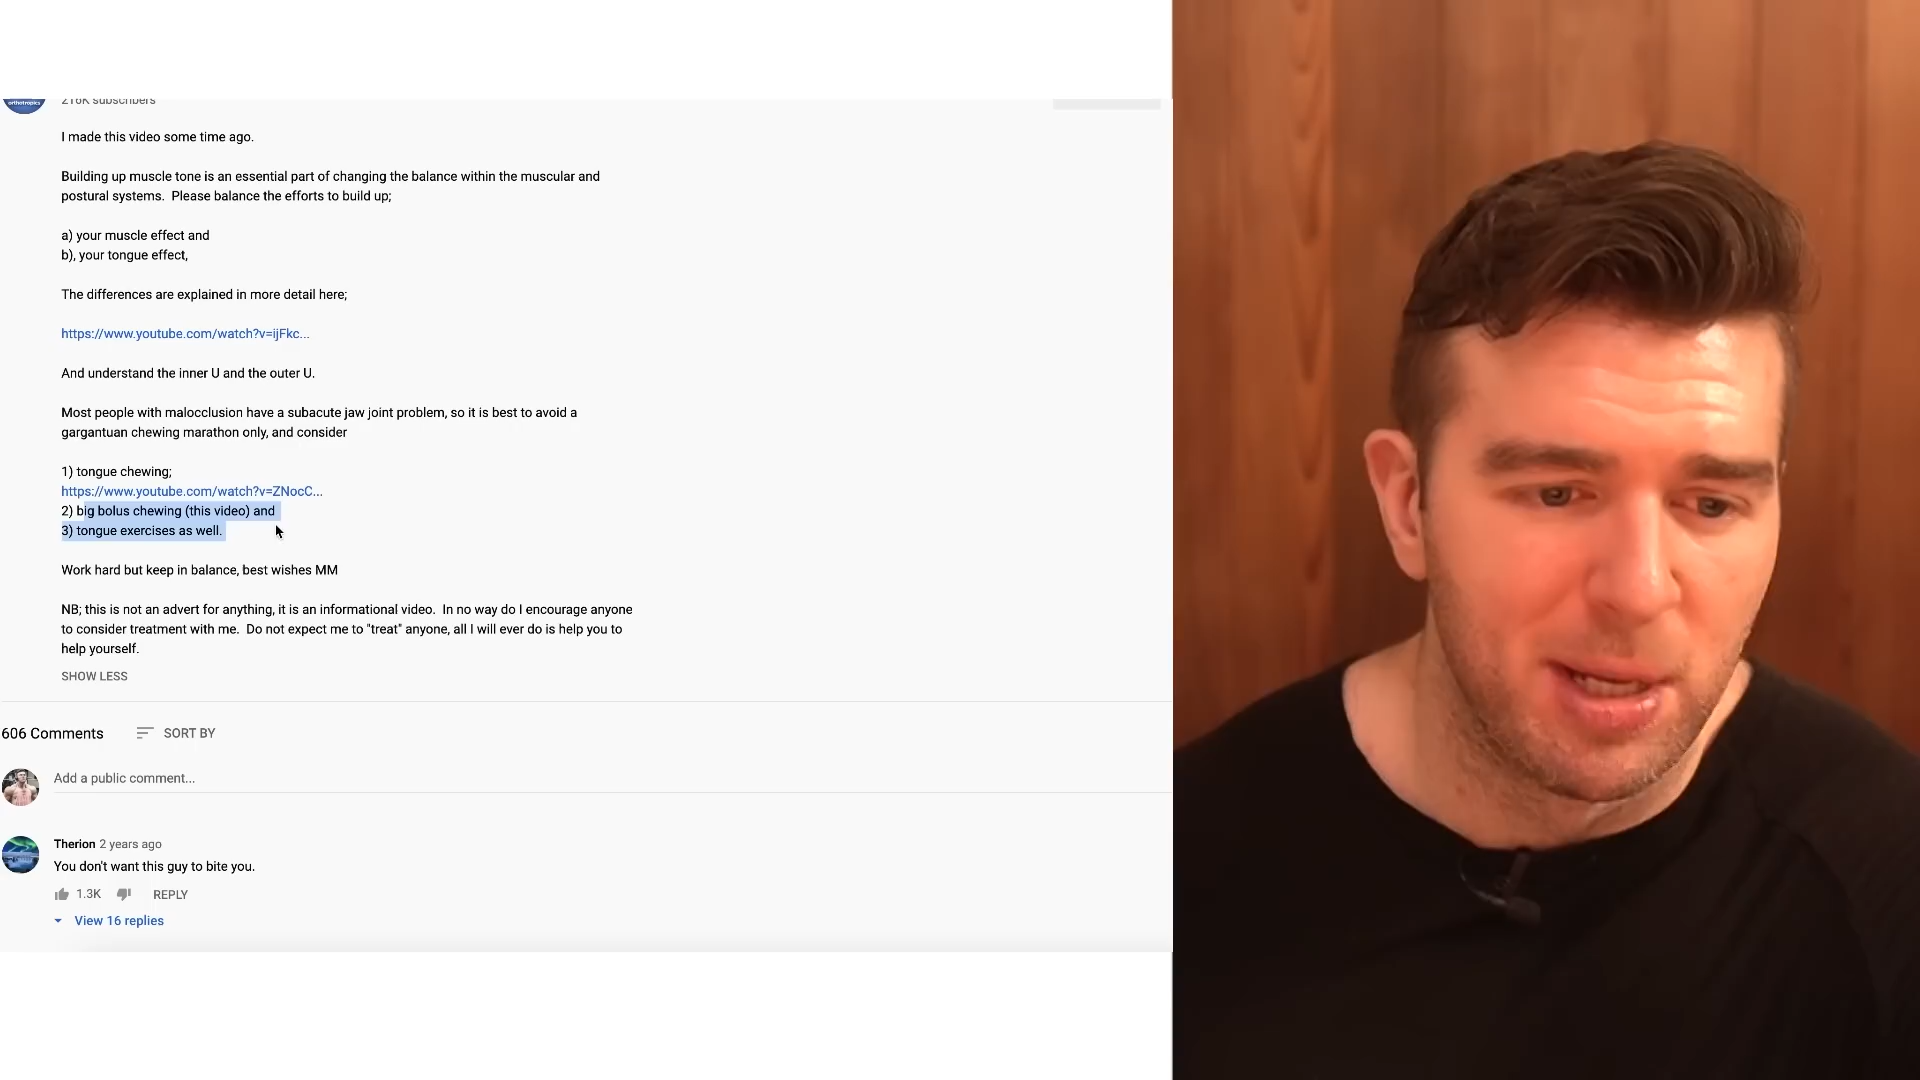 orthotropics
216K subscribers
I made this video some time ago.
Building up muscle tone is an essential part of changing the balance within the muscular and
postural systems.  Please balance the efforts to build up;
a) your muscle effect and
b), your tongue effect,
The differences are explained in more detail here;
https://www.youtube.com/watch?v=ijFkc...
And understand the inner U and the outer U.
Most people with malocclusion have a subacute jaw joint problem, so it is best to avoid a
gargantuan chewing marathon only, and consider
1) tongue chewing;
https://www.youtube.com/watch?v=ZNocC...
2) big bolus chewing (this video) and
3) tongue exercises as well.
Work hard but keep in balance, best wishes MM
NB; this is not an advert for anything, it is an informational video.  In no way do I encourage anyone
to consider treatment with me.  Do not expect me to "treat" anyone, all I will ever do is help you to
help yourself.
SHOW LESS
606 Comments SORT BY
Add a public comment...
Therion 2 years ago
You don't want this guy to bite you.
1.3K REPLY
View 16 replies